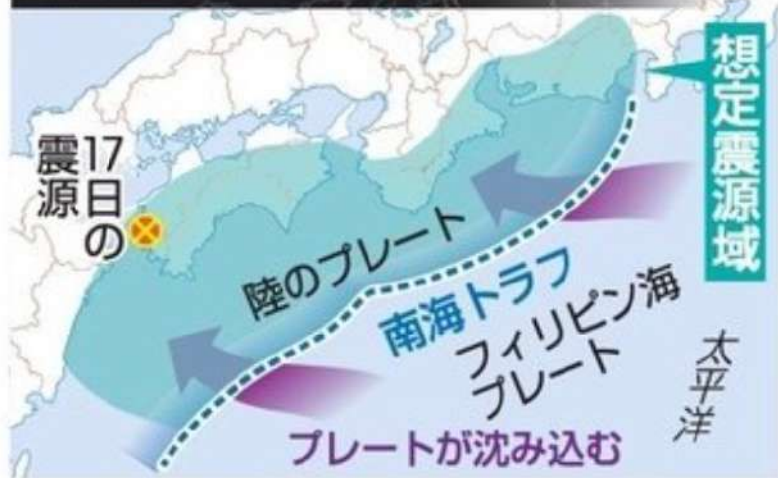 想定震源域
17日の
震源
陸のプレート
南海トラフ
フィリピン海
プレート
太平洋
プレートが沈み込む